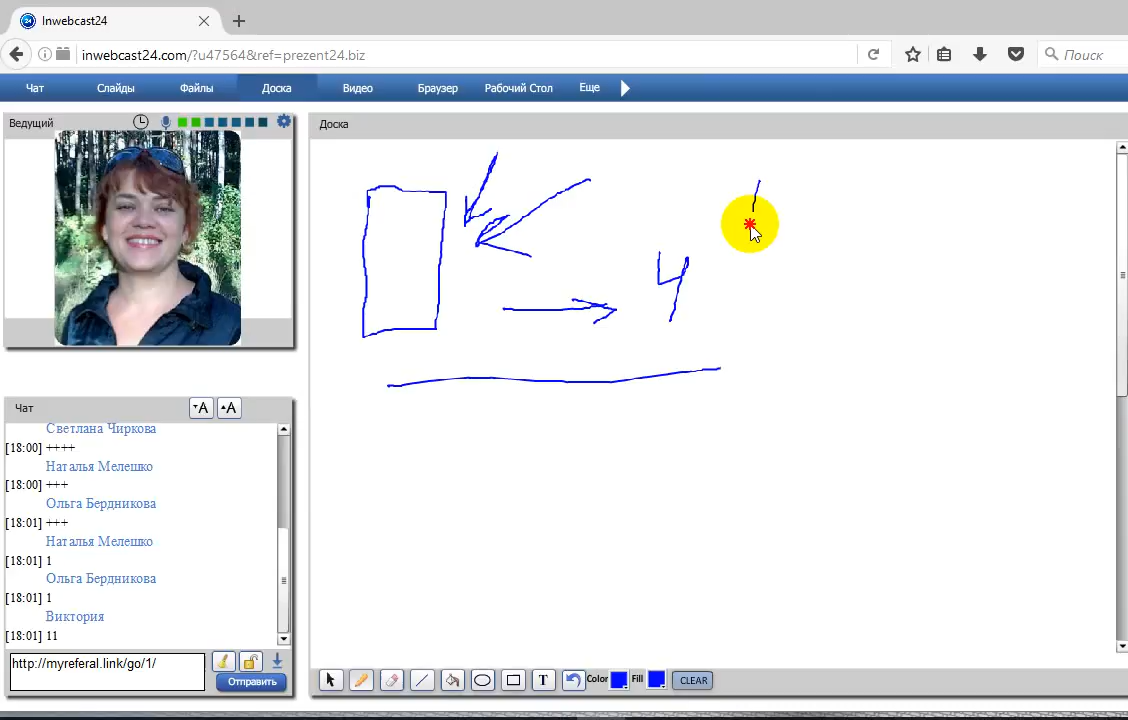 24 Inwebcast24
inwebcast24.com/?u47564&ref=prezent24.biz
Поиск
Чат Слайды Файлы Доска Видео Браузер Рабочий Стол Еще
Ведущий
Доска
4
Чат
▼A ▲A
Светлана Чиркова
[18:00] ++++
Наталья Мелешко
[18:00] +++
Ольга Бердникова
[18:01] +++
Наталья Мелешко
[18:01] 1
Ольга Бердникова
[18:01] 1
Виктория
[18:01] 11
http://myreferal.link/go/1/
Отправить
T Color Fill CLEAR